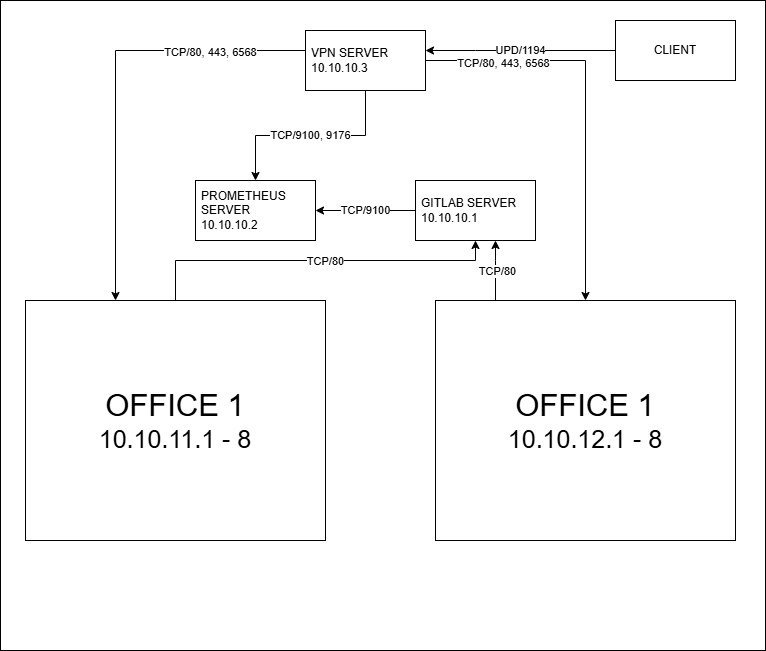 VPN SERVER
10.10.10.3
CLIENT
UPD/1194
TCP/80, 443, 6568
TCP/80, 443, 6568
TCP/9100, 9176
PROMETHEUS
SERVER
10.10.10.2
TCP/9100
GITLAB SERVER
10.10.10.1
TCP/80
TCP/80
OFFICE 1
10.10.11.1 - 8
OFFICE 1
10.10.12.1 - 8